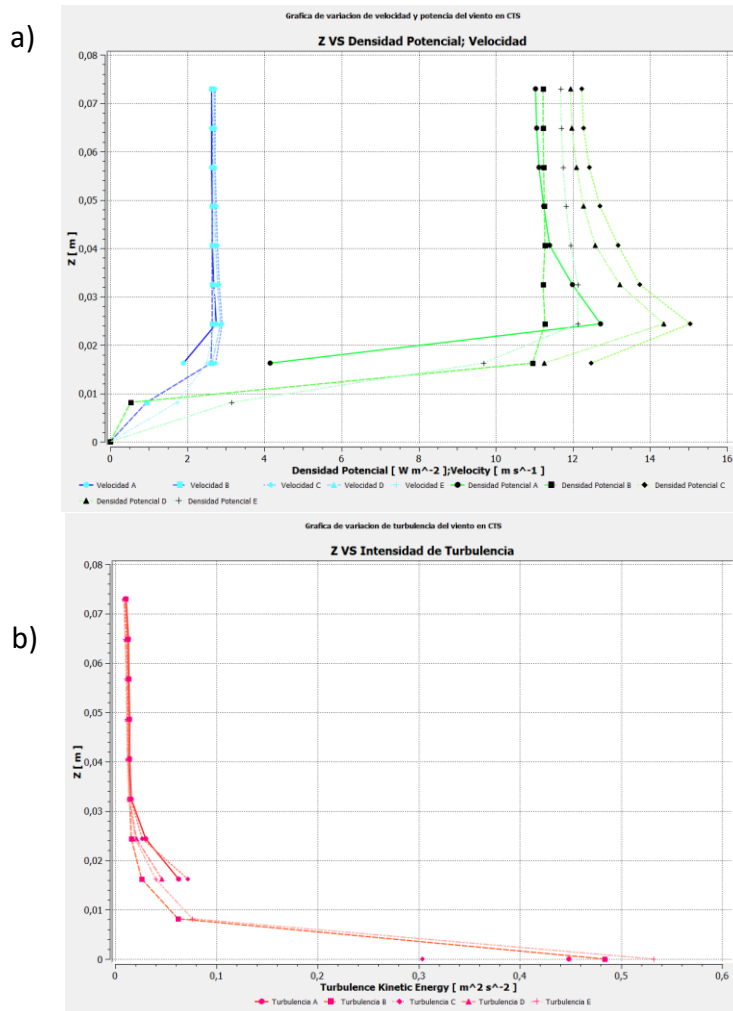 a)
Grafica de variacion de velocidad y potencia del viento en CTS
Z VS Densidad Potencial; Velocidad
0,08
0,07
0,06
0,05
0,04
0,03
0,02
0,01
0
Z [ m ]
0 2 4 6 8 10 12 14 16
Densidad Potencial [ W m^-2 ];Velocity [ m s^-1 ]
Velocidad A Velocidad B Velocidad C Velocidad D Velocidad E Densidad Potencial A Densidad Potencial B Densidad Potencial C
Densidad Potencial D Densidad Potencial E
b)
Grafica de variacion de turbulencia del viento en CTS
Z VS Intensidad de Turbulencia
0,08
0,07
0,06
0,05
0,04
0,03
0,02
0,01
0
Z [ m ]
0 0,1 0,2 0,3 0,4 0,5 0,6
Turbulence Kinetic Energy [ m^2 s^-2 ]
Turbulencia A Turbulencia B Turbulencia C Turbulencia D Turbulencia E